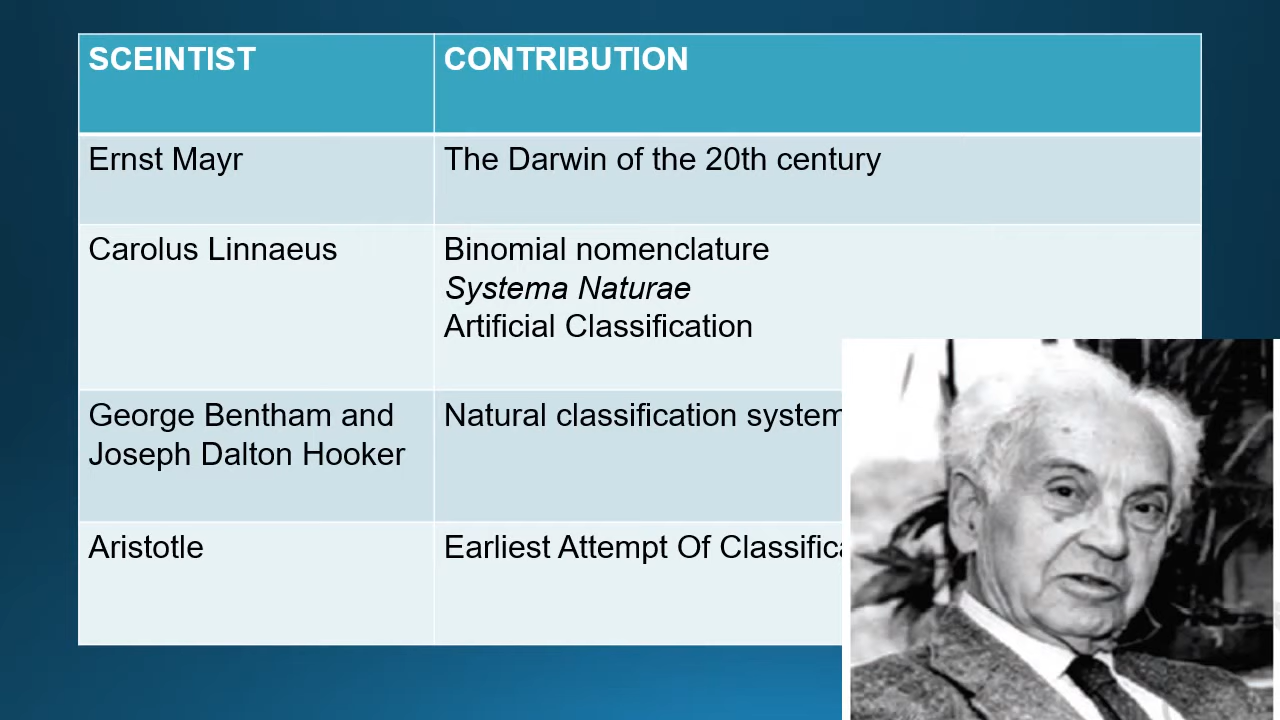 SCEINTIST
CONTRIBUTION
Ernst Mayr
The Darwin of the 20th century
Carolus Linnaeus
Binomial nomenclature
Systema Naturae
Artificial Classification
George Bentham and
Joseph Dalton Hooker
Natural classification system
Aristotle
Earliest Attempt Of